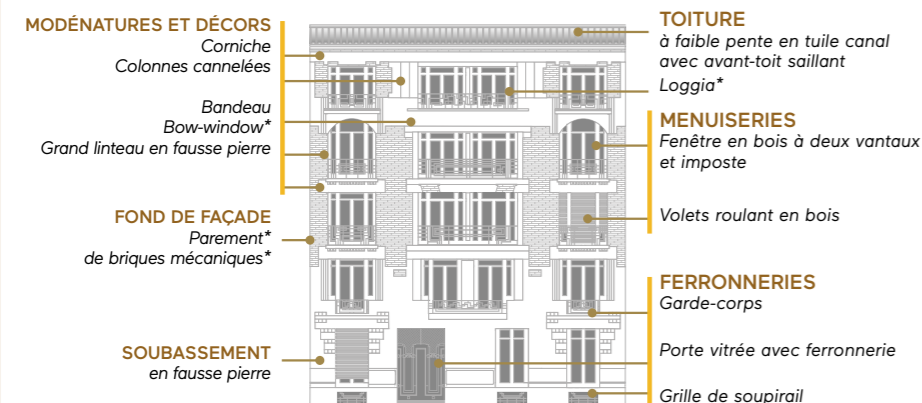 MODÉNATURES ET DÉCORS
Corniche
Colonnes cannelées
Bandeau
Bow-window*
Grand linteau en fausse pierre
FOND DE FAÇADE
Parement*
de briques mécaniques*
SOUBASSEMENT
en fausse pierre
TOITURE
à faible pente en tuile canal
avec avant-toit saillant
Loggia*
MENUISERIES
Fenêtre en bois à deux vantaux
et imposte
Volets roulant en bois
FERRONNERIES
Garde-corps
Porte vitrée avec ferronnerie
Grille de soupirail